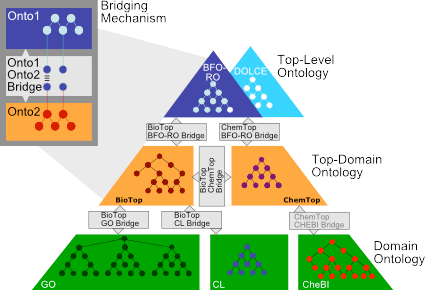 Bridging
Mechanism
Onto1
Onto1
Onto2
Bridge
Onto2
BFO-
RO
DOLCE
Top-Level
Ontology
BioTop
BFO-RO Bridge
ChemTop
BFO-RO Bridge
BioTop
ChemTop
Bridge
Top-Domain
Ontology
BioTop
ChemTop
BioTop
GO Bridge
BioTop
CL Bridge
ChemTop
CHEBI Bridge
Domain
Ontology
GO
CL
CheBI